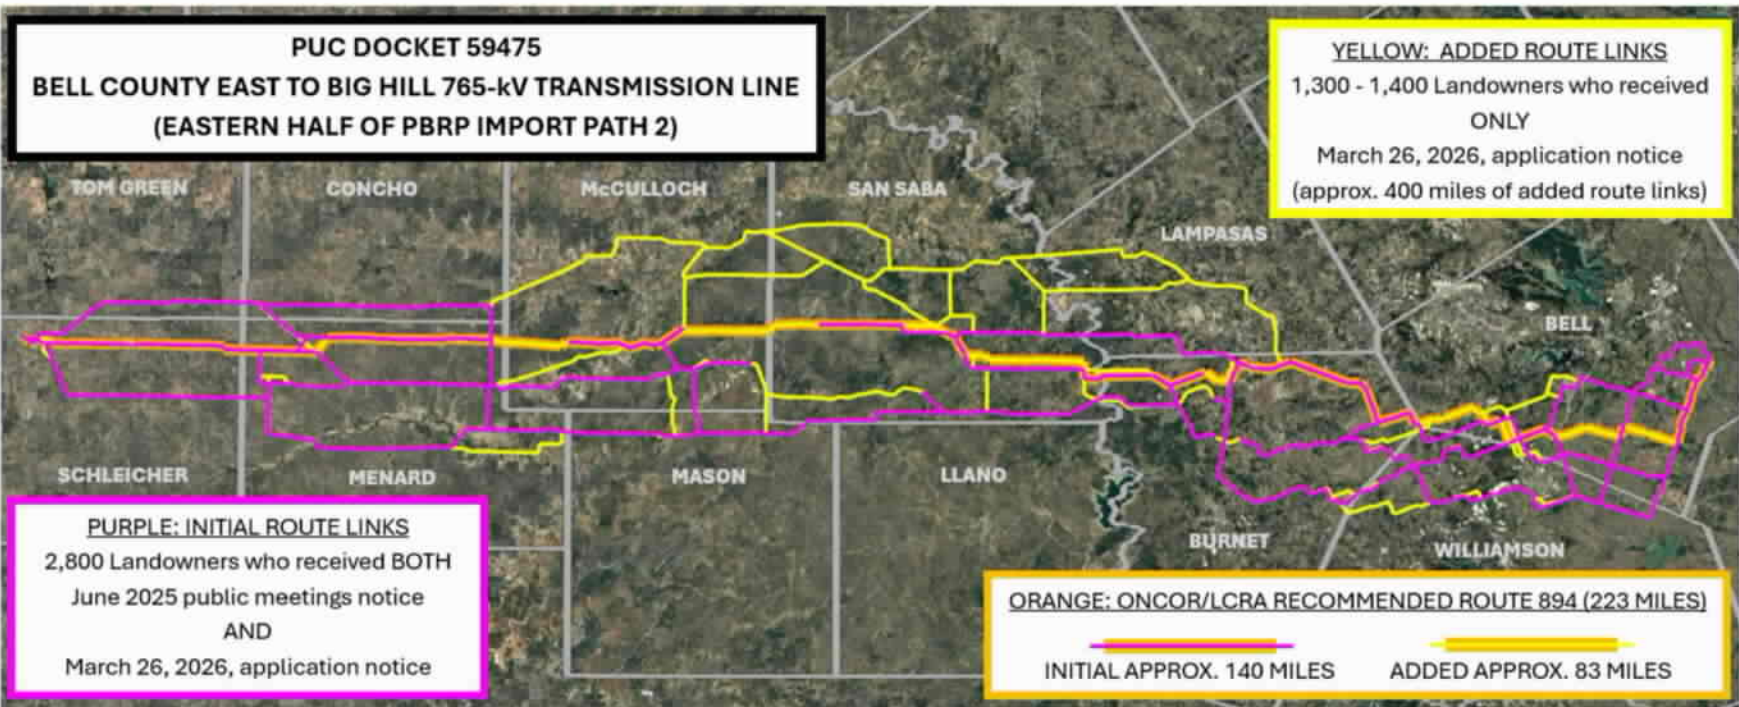 PUC DOCKET 59475
BELL COUNTY EAST TO BIG HILL 765-kV TRANSMISSION LINE
(EASTERN HALF OF PBRP IMPORT PATH 2)
YELLOW: ADDED ROUTE LINKS
1,300 - 1,400 Landowners who received
ONLY
March 26, 2026, application notice
(approx. 400 miles of added route links)
TOM GREEN
CONCHO
McCULLOCH
SAN SABA
LAMPASAS
BELL
SCHLEICHER
MENARD
MASON
LLANO
BURNET
WILLIAMSON
PURPLE: INITIAL ROUTE LINKS
2,800 Landowners who received BOTH
June 2025 public meetings notice
AND
March 26, 2026, application notice
ORANGE: ONCOR/LCRA RECOMMENDED ROUTE 894 (223 MILES)
INITIAL APPROX. 140 MILES
ADDED APPROX. 83 MILES